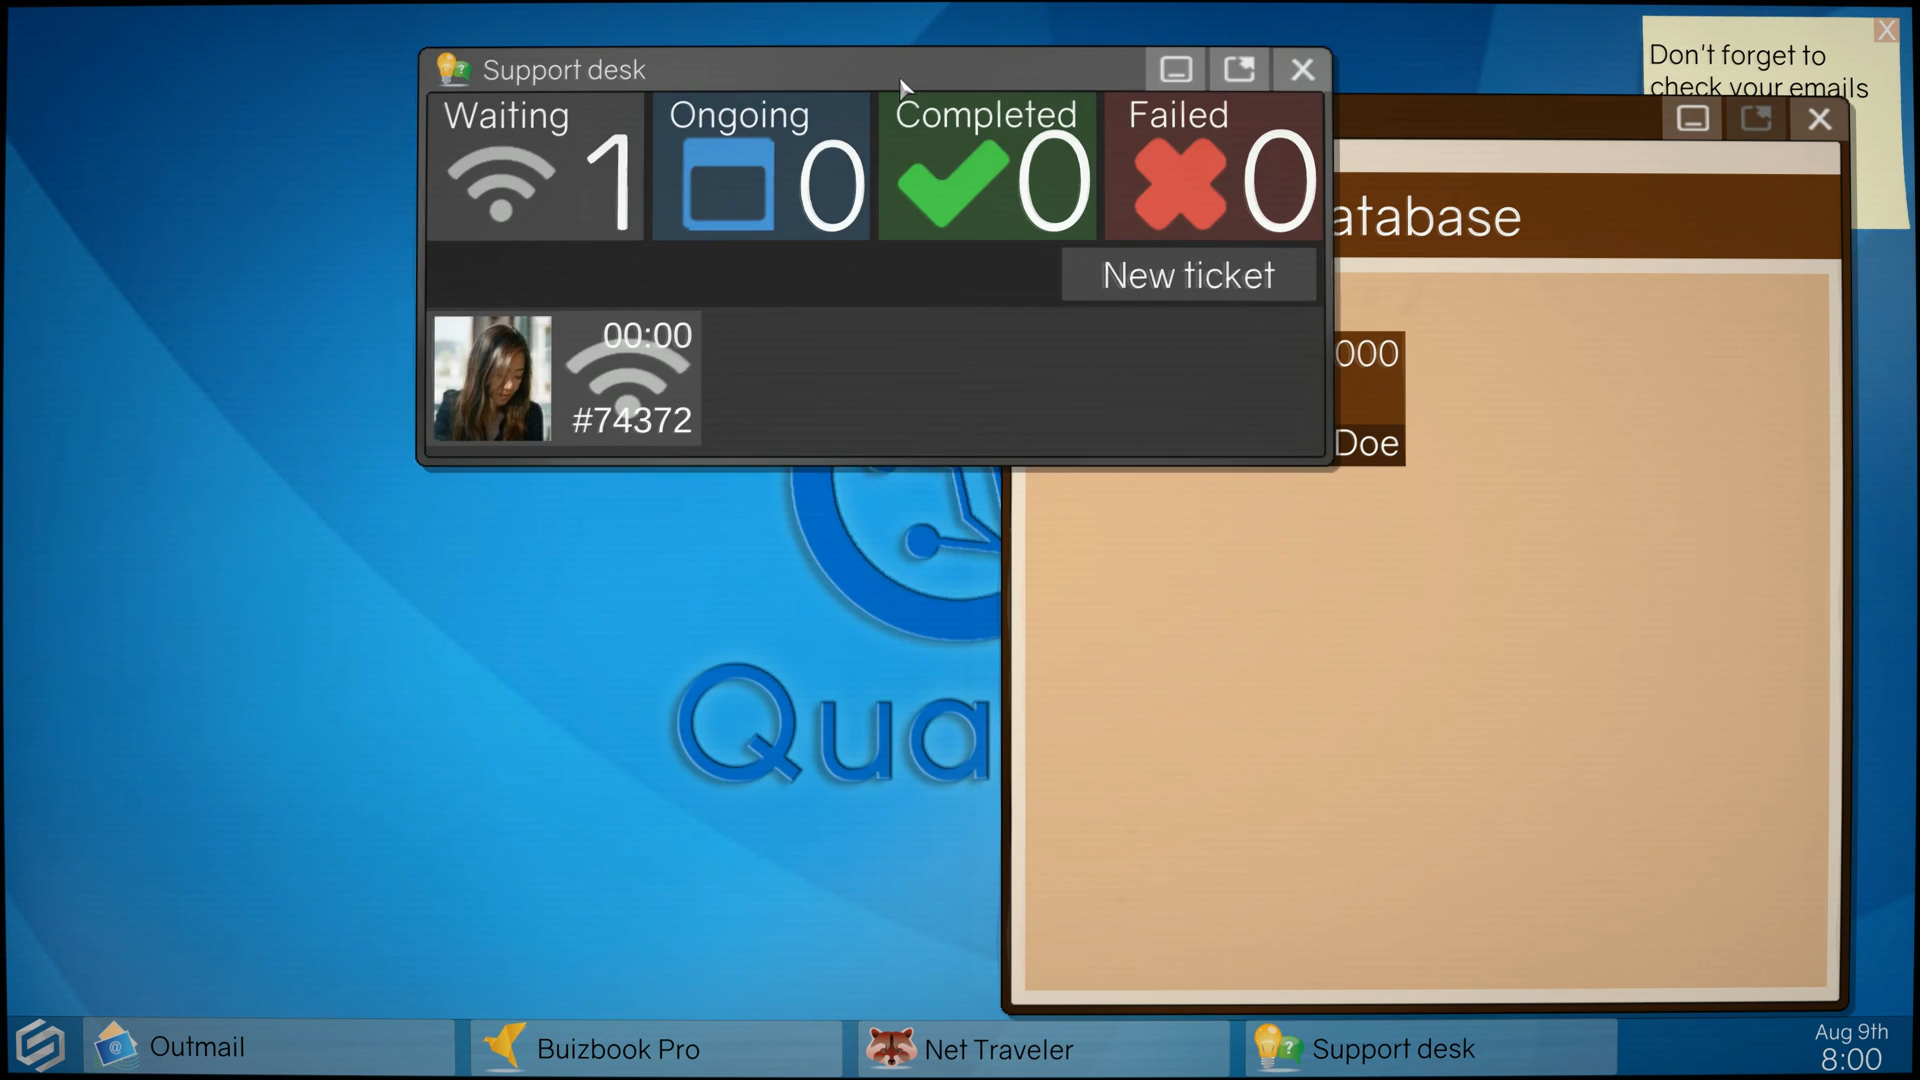 Don't forget to
check your emails
Support desk
Waiting
1
Ongoing
0
Completed
0
Failed
0
New ticket
00:00
#74372
atabase
000
Doe
Qua
Outmail
Buizbook Pro
Net Traveler
Support desk
Aug 9th
8:00